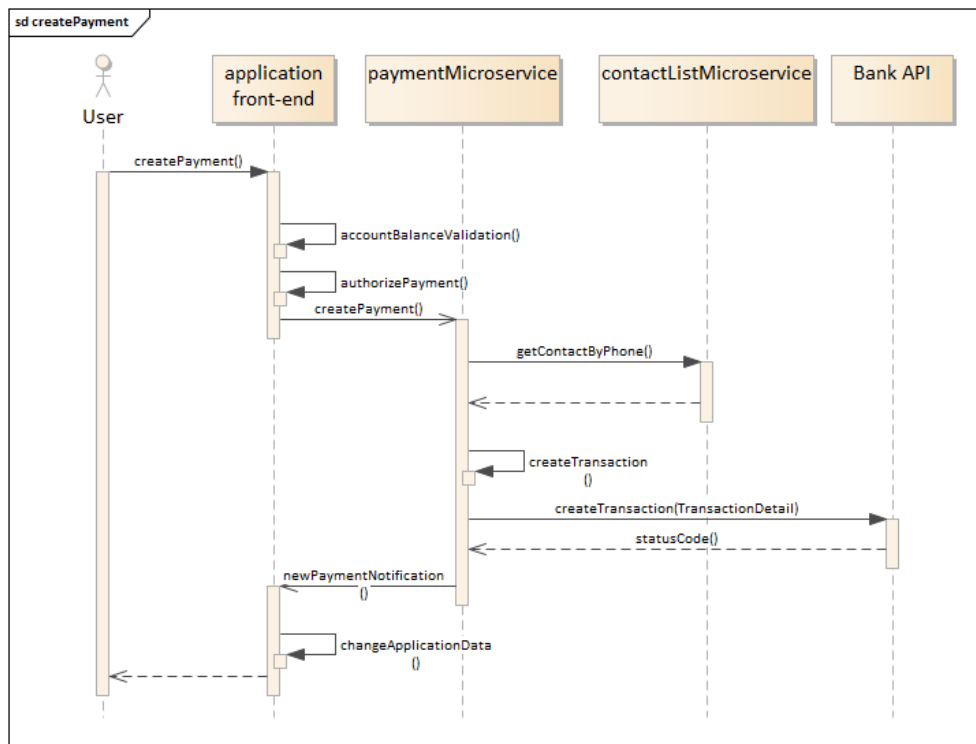 sd createPayment
User
application
front-end
paymentMicroservice
contactListMicroservice
Bank API
createPayment()
accountBalanceValidation()
authorizePayment()
createPayment()
getContactByPhone()
createTransaction
()
createTransaction(TransactionDetail)
statusCode()
newPaymentNotification
()
changeApplicationData
()